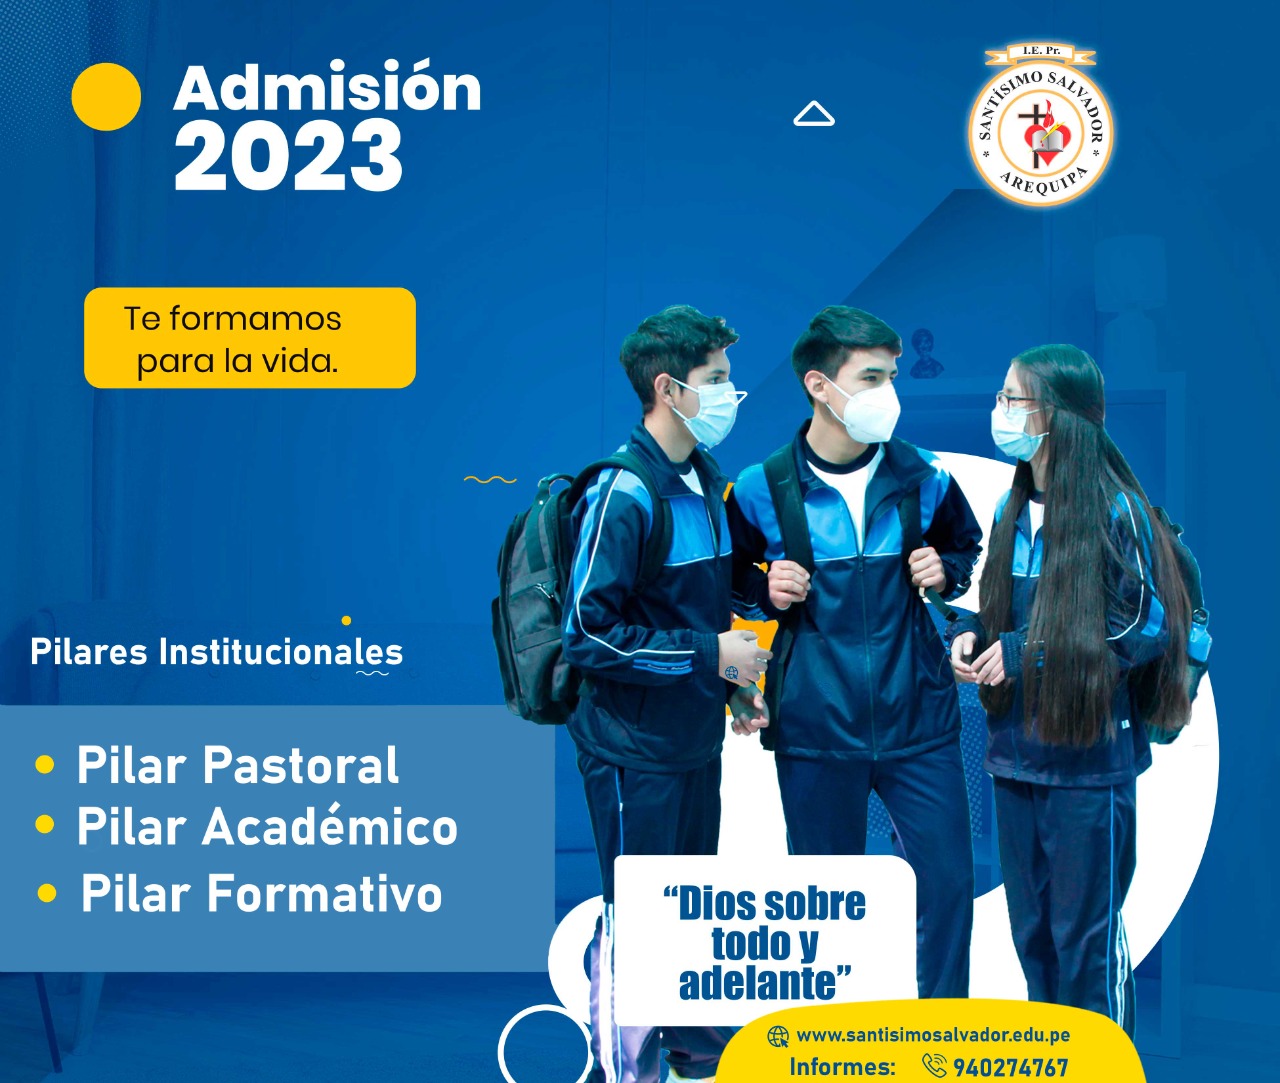 Admisión
2023
I.E. Pr.
* SANTÍSIMO SALVADOR *
AREQUIPA
Te formamos
para la vida.
Pilares Institucionales
Pilar Pastoral
Pilar Académico
Pilar Formativo
“Dios sobre
todo y
adelante”
www.santisimosalvador.edu.pe
Informes: 940274767